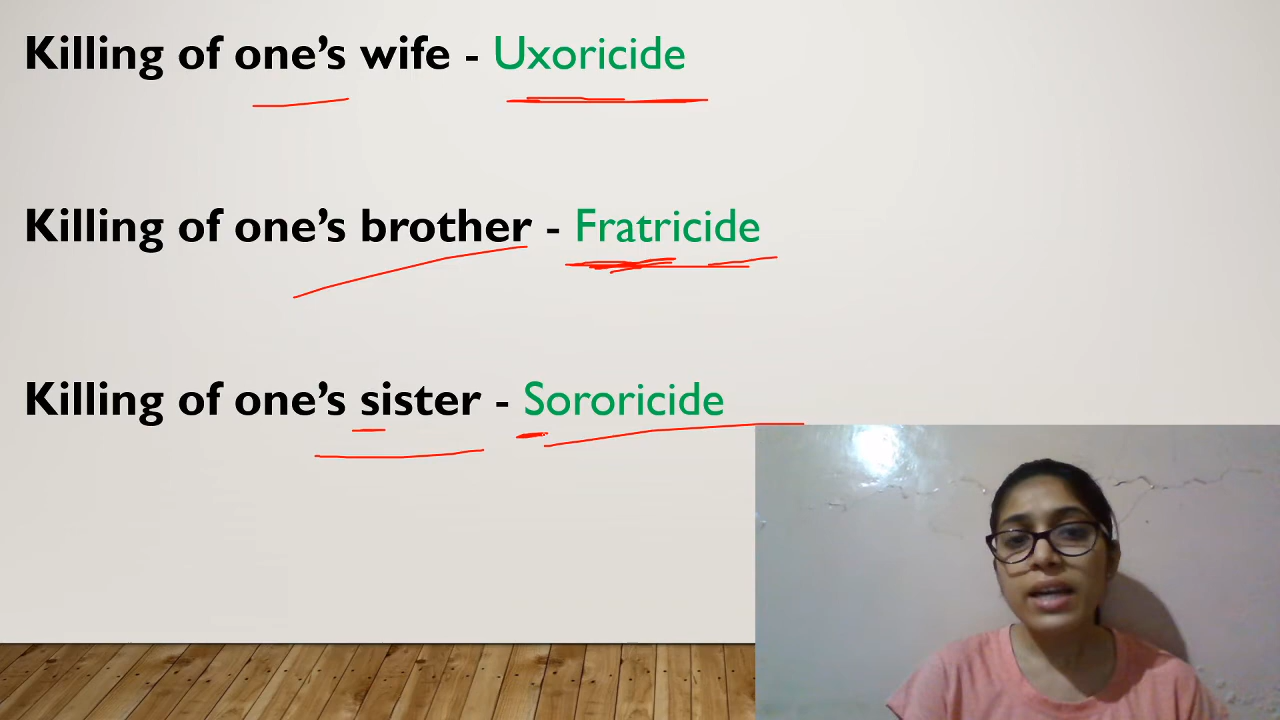 Killing of one's wife - Uxoricide
Killing of one's brother - Fratricide
Killing of one's sister - Sororicide